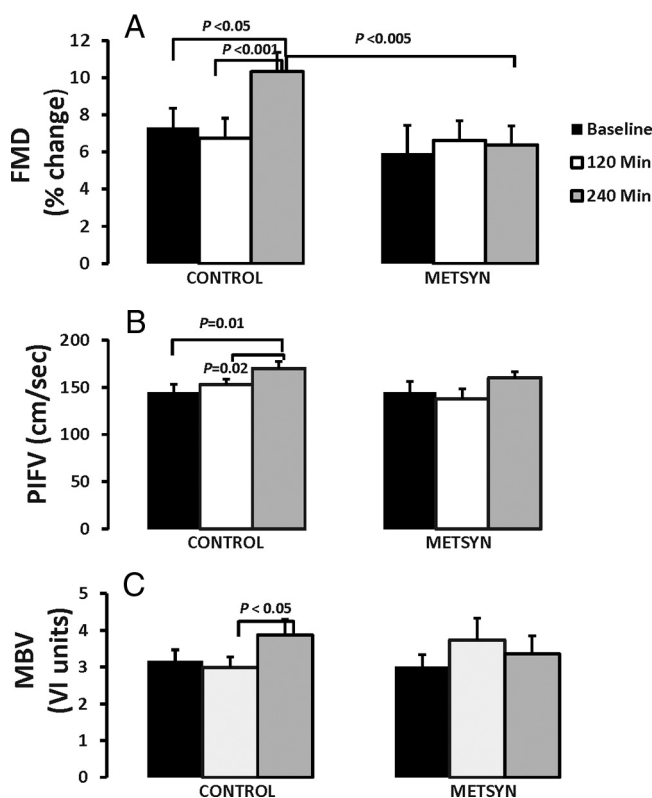 A
P <0.05
P <0.005
P <0.001
12
10
8
6
4
2
0
FMD
(% change)
Baseline
120 Min
240 Min
CONTROL
METSYN
B
P=0.01
P=0.02
200
150
100
50
0
PIFV (cm/sec)
CONTROL
METSYN
C
P < 0.05
5
4
3
2
1
0
MBV
(VI units)
CONTROL
METSYN